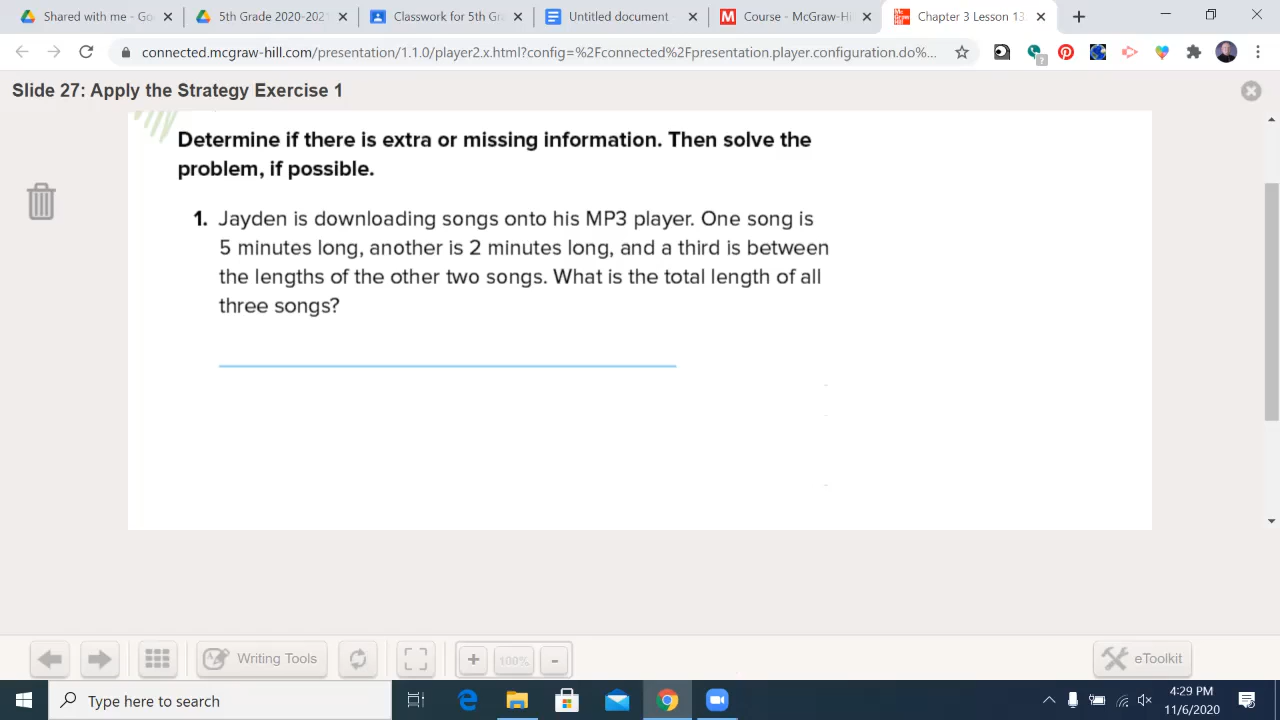 Shared with me - Go
5th Grade 2020-202
Classwork for 5th Gr
Untitled document
Course - McGraw-Hi
Chapter 3 Lesson 13
connected.mcgraw-hill.com/presentation/1.1.0/player2.x.html?config=%2Fconnected%2Fpresentation.player.configuration.do%...
Slide 27: Apply the Strategy Exercise 1
Determine if there is extra or missing information. Then solve the
problem, if possible.
1. Jayden is downloading songs onto his MP3 player. One song is
5 minutes long, another is 2 minutes long, and a third is between
the lengths of the other two songs. What is the total length of all
three songs?
Writing Tools
+ 100% -
eToolkit
Type here to search
4:29 PM
11/6/2020